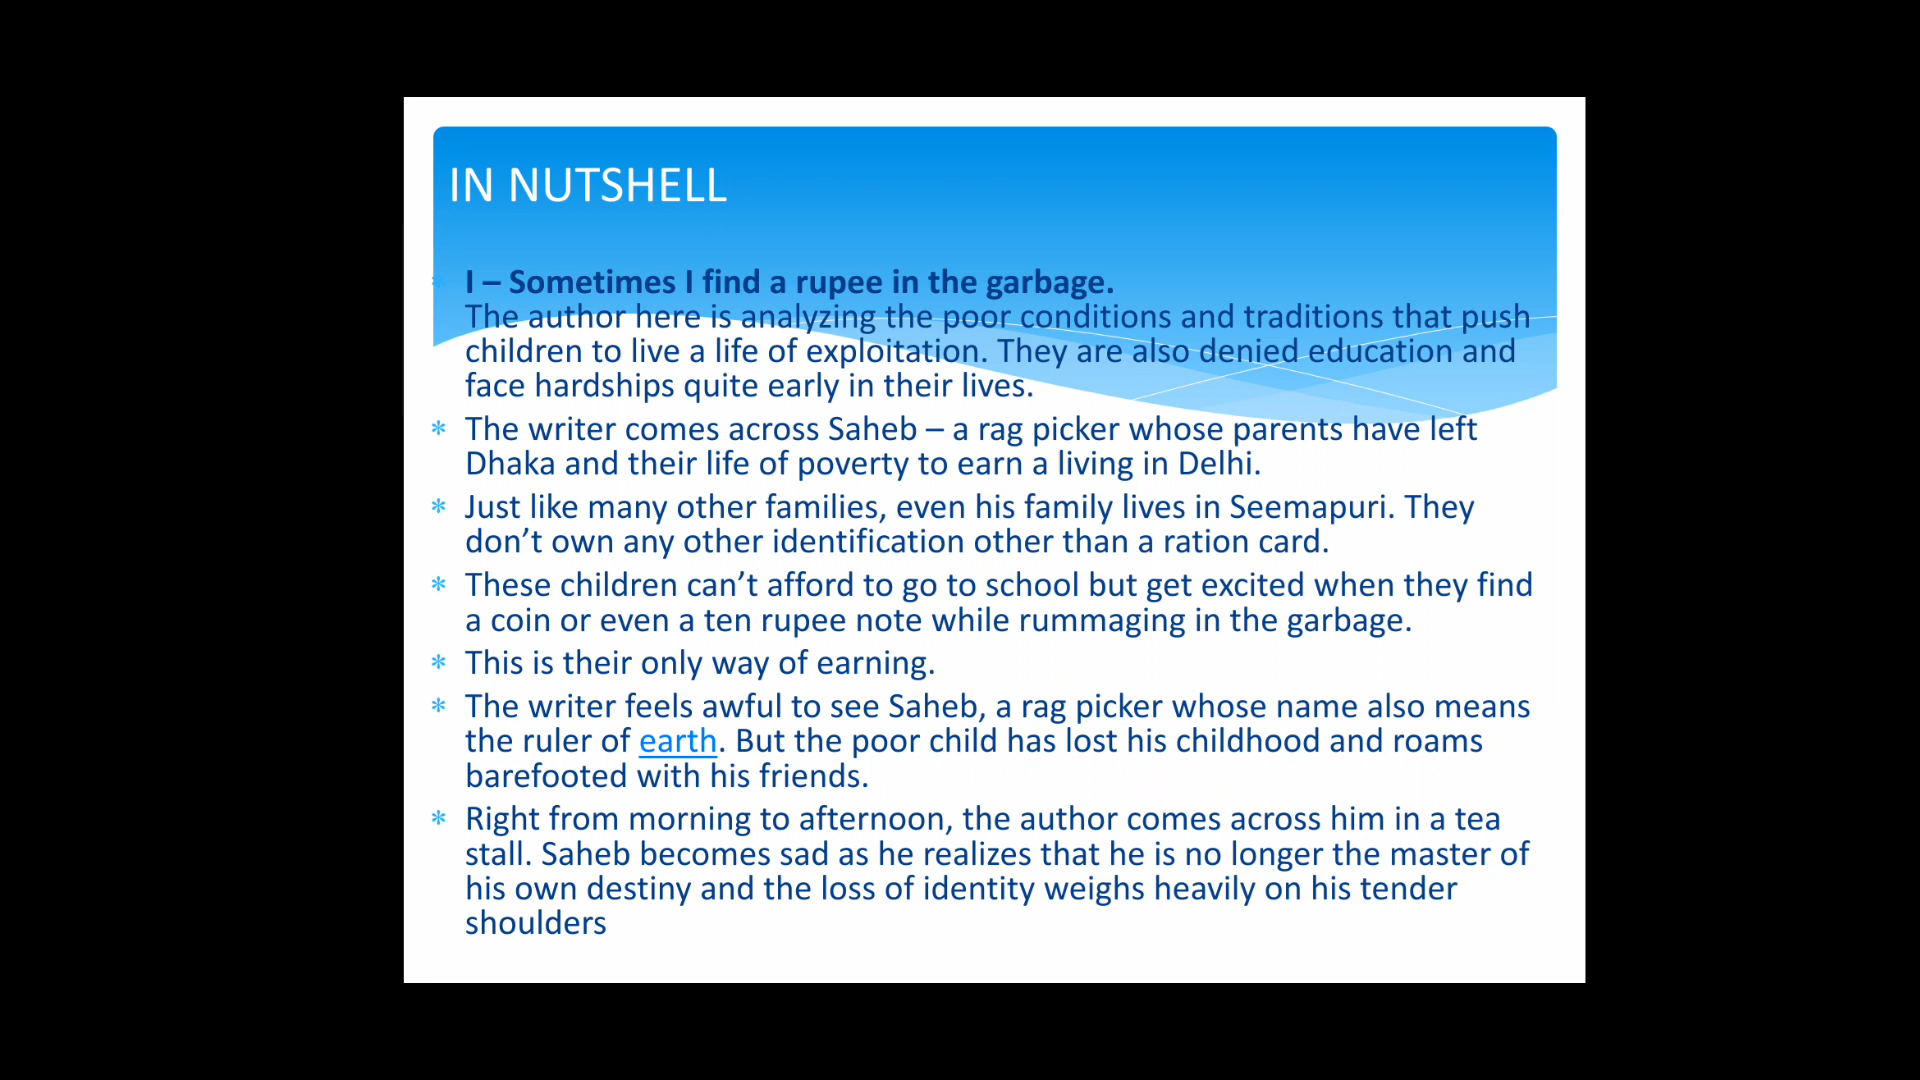 IN NUTSHELL
* I – Sometimes I find a rupee in the garbage.
The author here is analyzing the poor conditions and traditions that push
children to live a life of exploitation. They are also denied education and
face hardships quite early in their lives.
* The writer comes across Saheb – a rag picker whose parents have left
Dhaka and their life of poverty to earn a living in Delhi.
* Just like many other families, even his family lives in Seemapuri. They
don’t own any other identification other than a ration card.
* These children can’t afford to go to school but get excited when they find
a coin or even a ten rupee note while rummaging in the garbage.
* This is their only way of earning.
* The writer feels awful to see Saheb, a rag picker whose name also means
the ruler of earth. But the poor child has lost his childhood and roams
barefooted with his friends.
* Right from morning to afternoon, the author comes across him in a tea
stall. Saheb becomes sad as he realizes that he is no longer the master of
his own destiny and the loss of identity weighs heavily on his tender
shoulders